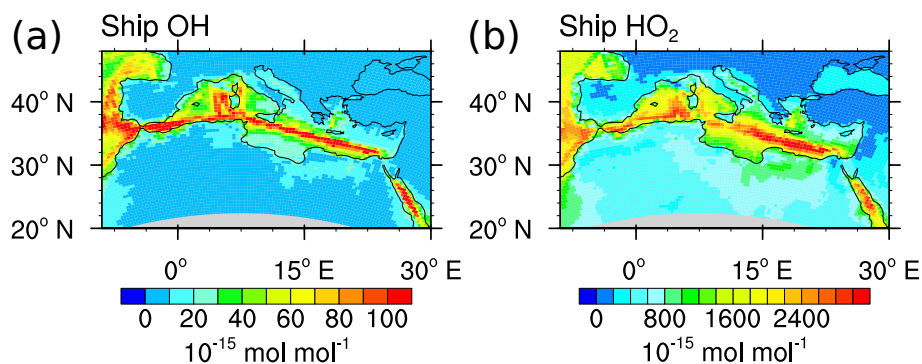 (a) Ship OH
40° N
30° N
20° N
0° 15° E 30° E
0 20 40 60 80 100
10⁻¹⁵ mol mol⁻¹
(b) Ship HO₂
40° N
30° N
20° N
0° 15° E 30° E
0 800 1600 2400
10⁻¹⁵ mol mol⁻¹